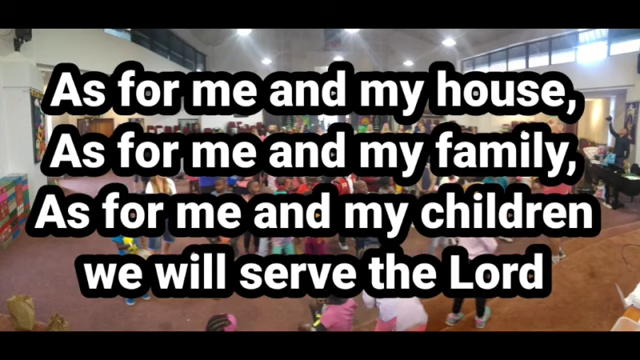 As for me and my house,
As for me and my family,
As for me and my children
we will serve the Lord